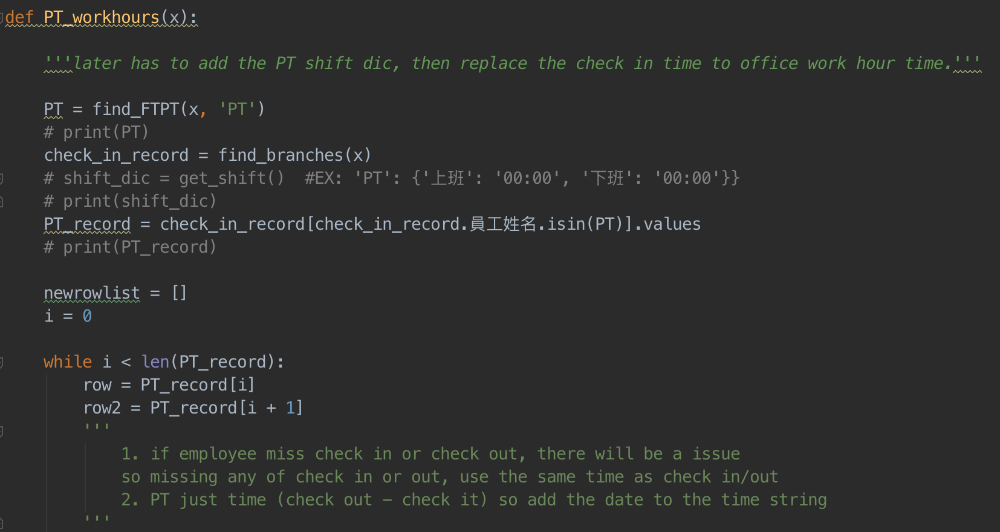 def PT_workhours(x):
'''later has to add the PT shift dic, then replace the check in time to office work hour time.'''
PT = find_FTPT(x, 'PT')
# print(PT)
check_in_record = find_branches(x)
# shift_dic = get_shift()  #EX: 'PT': {'上班': '00:00', '下班': '00:00'}}
# print(shift_dic)
PT_record = check_in_record[check_in_record.員工姓名.isin(PT)].values
# print(PT_record)
newrowlist = []
i = 0
while i < len(PT_record):
row = PT_record[i]
row2 = PT_record[i + 1]
'''
1. if employee miss check in or check out, there will be a issue
so missing any of check in or out, use the same time as check in/out
2. PT just time (check out - check it) so add the date to the time string
'''